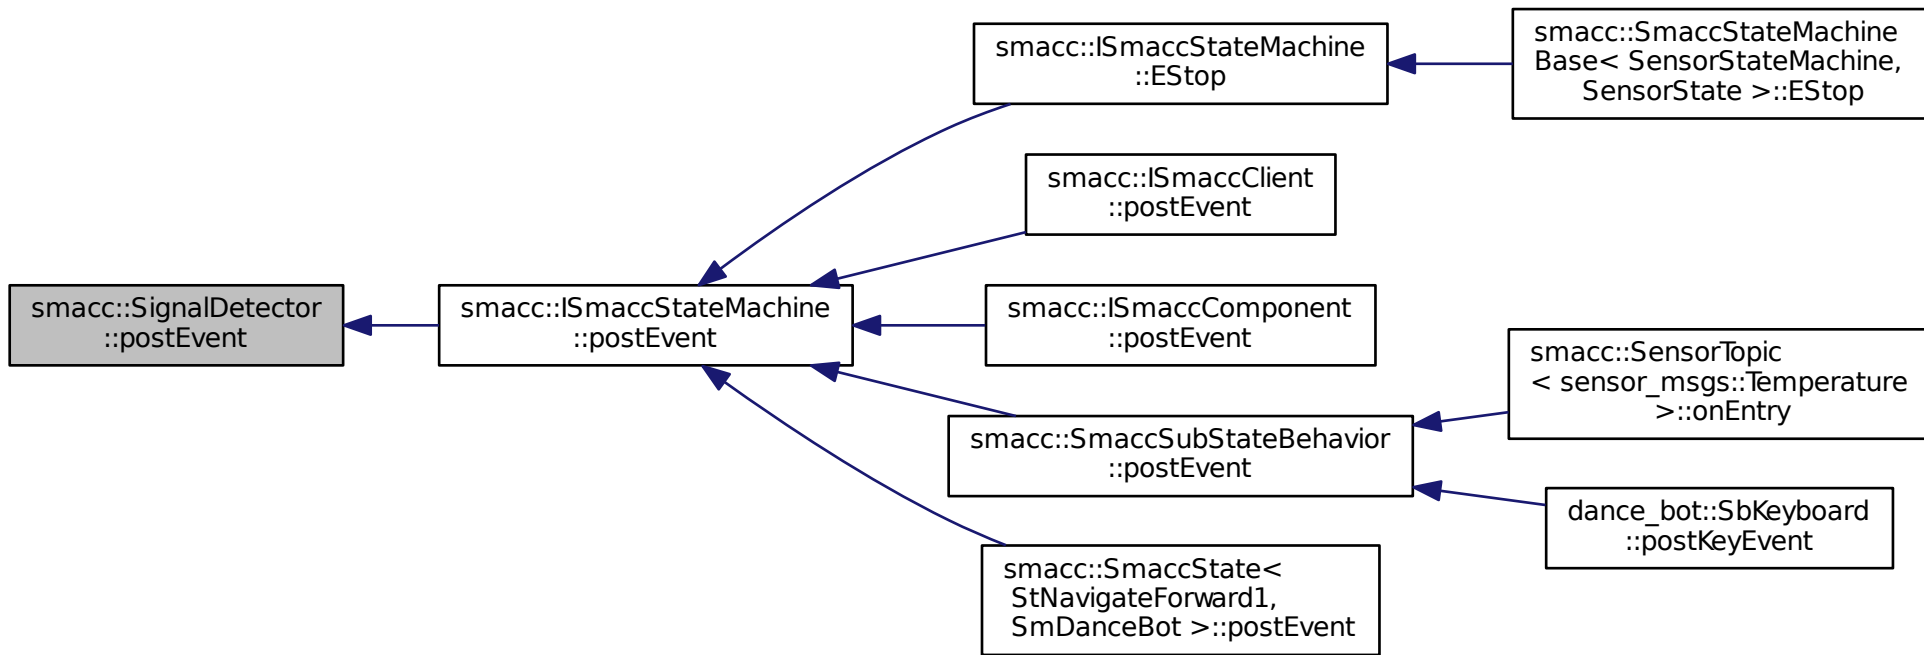 smacc::SignalDetector
::postEvent
smacc::ISmaccStateMachine
::postEvent
smacc::ISmaccStateMachine
::EStop
smacc::SmaccStateMachine
Base< SensorStateMachine,
SensorState >::EStop
smacc::ISmaccClient
::postEvent
smacc::ISmaccComponent
::postEvent
smacc::SmaccSubStateBehavior
::postEvent
smacc::SensorTopic
< sensor_msgs::Temperature
>::onEntry
dance_bot::SbKeyboard
::postKeyEvent
smacc::SmaccState<
StNavigateForward1,
SmDanceBot >::postEvent